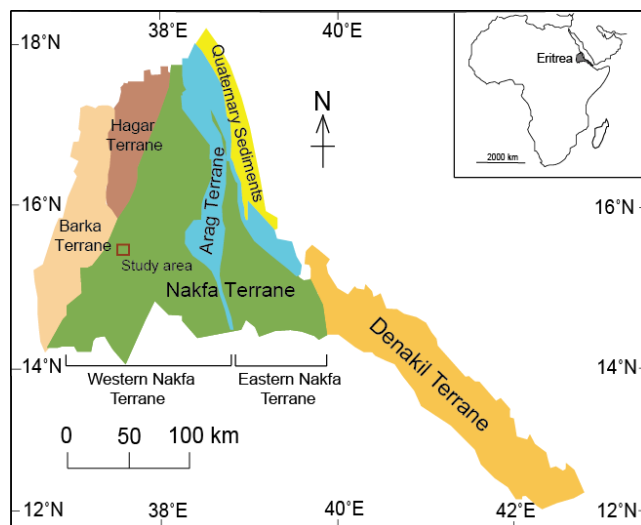 38°E
40°E
18°N
Quaternary Sediments
Eritrea
2000 km
N
Hagar
Terrane
16°N
16°N
Arag Terrane
Barka
Terrane
Study area
Nakfa Terrane
Denakil Terrane
14°N
14°N
Western Nakfa
Terrane
Eastern Nakfa
Terrane
0
50
100 km
12°N
38°E
40°E
42°E
12°N